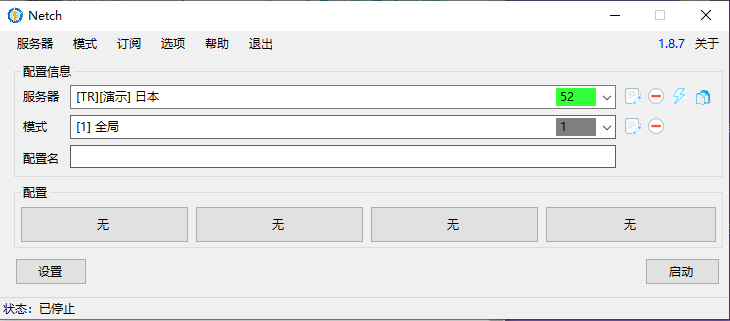 Netch
服务器 模式 订阅 选项 帮助 退出 1.8.7 关于
配置信息
服务器 [TR][演示] 日本 52
模式 [1] 全局 1
配置名
配置
无 无 无 无
设置 启动
状态：已停止